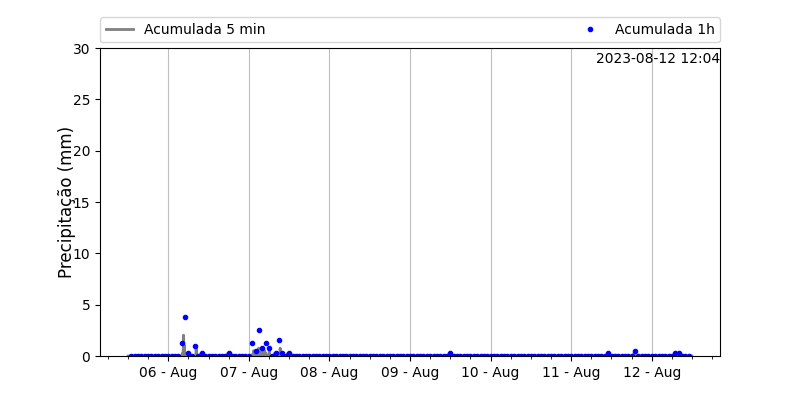 Acumulada 5 min
Acumulada 1h
2023-08-12 12:04
Precipitação (mm)
30
25
20
15
10
5
0
06 - Aug
07 - Aug
08 - Aug
09 - Aug
10 - Aug
11 - Aug
12 - Aug